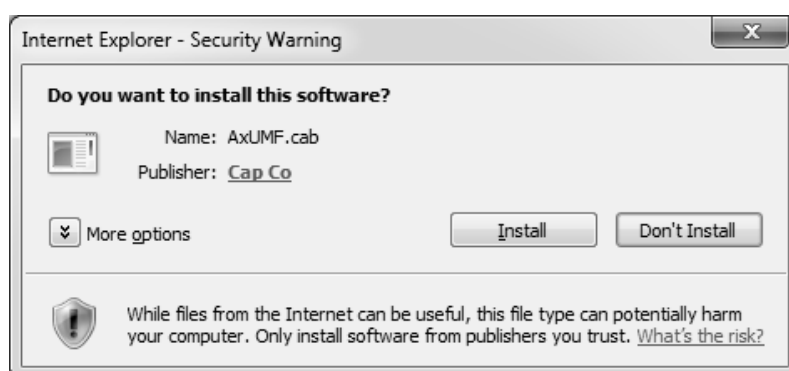 Internet Explorer - Security Warning
X
Do you want to install this software?
Name: AxUMF.cab
Publisher: Cap Co
More options
Install
Don't Install
While files from the Internet can be useful, this file type can potentially harm
your computer. Only install software from publishers you trust. What's the risk?